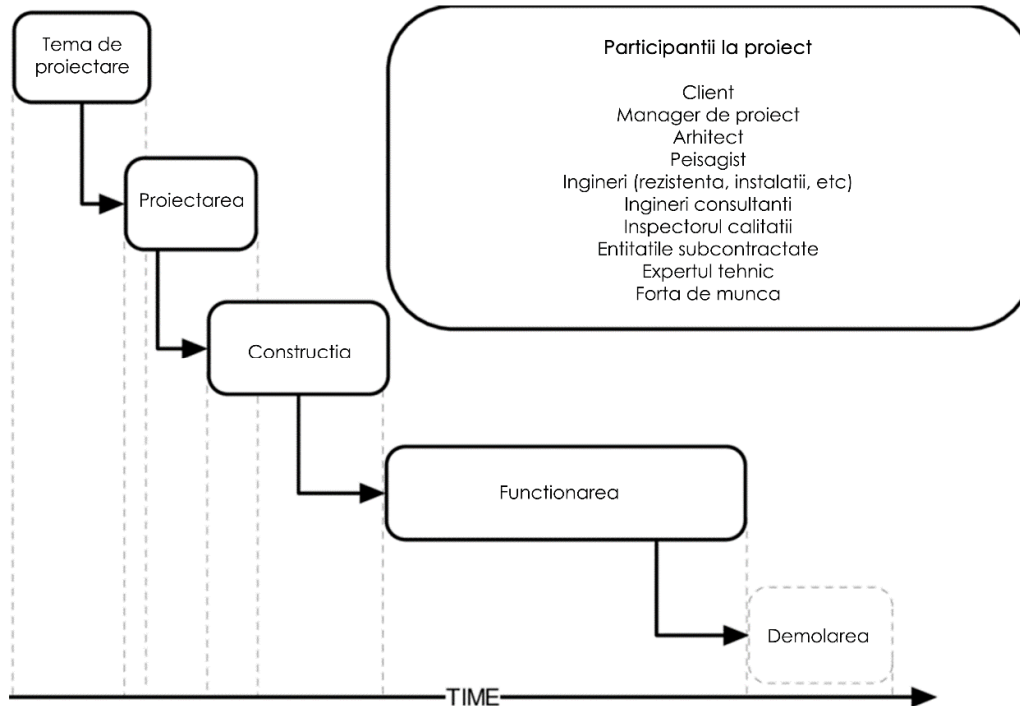 Tema de
proiectare
Participantii la proiect
Client
Manager de proiect
Arhitect
Peisagist
Ingineri (rezistenta, instalatii, etc)
Ingineri consultanti
Inspectorul calitatii
Entitatile subcontractate
Expertul tehnic
Forta de munca
Proiectarea
Constructia
Functionarea
Demolarea
TIME